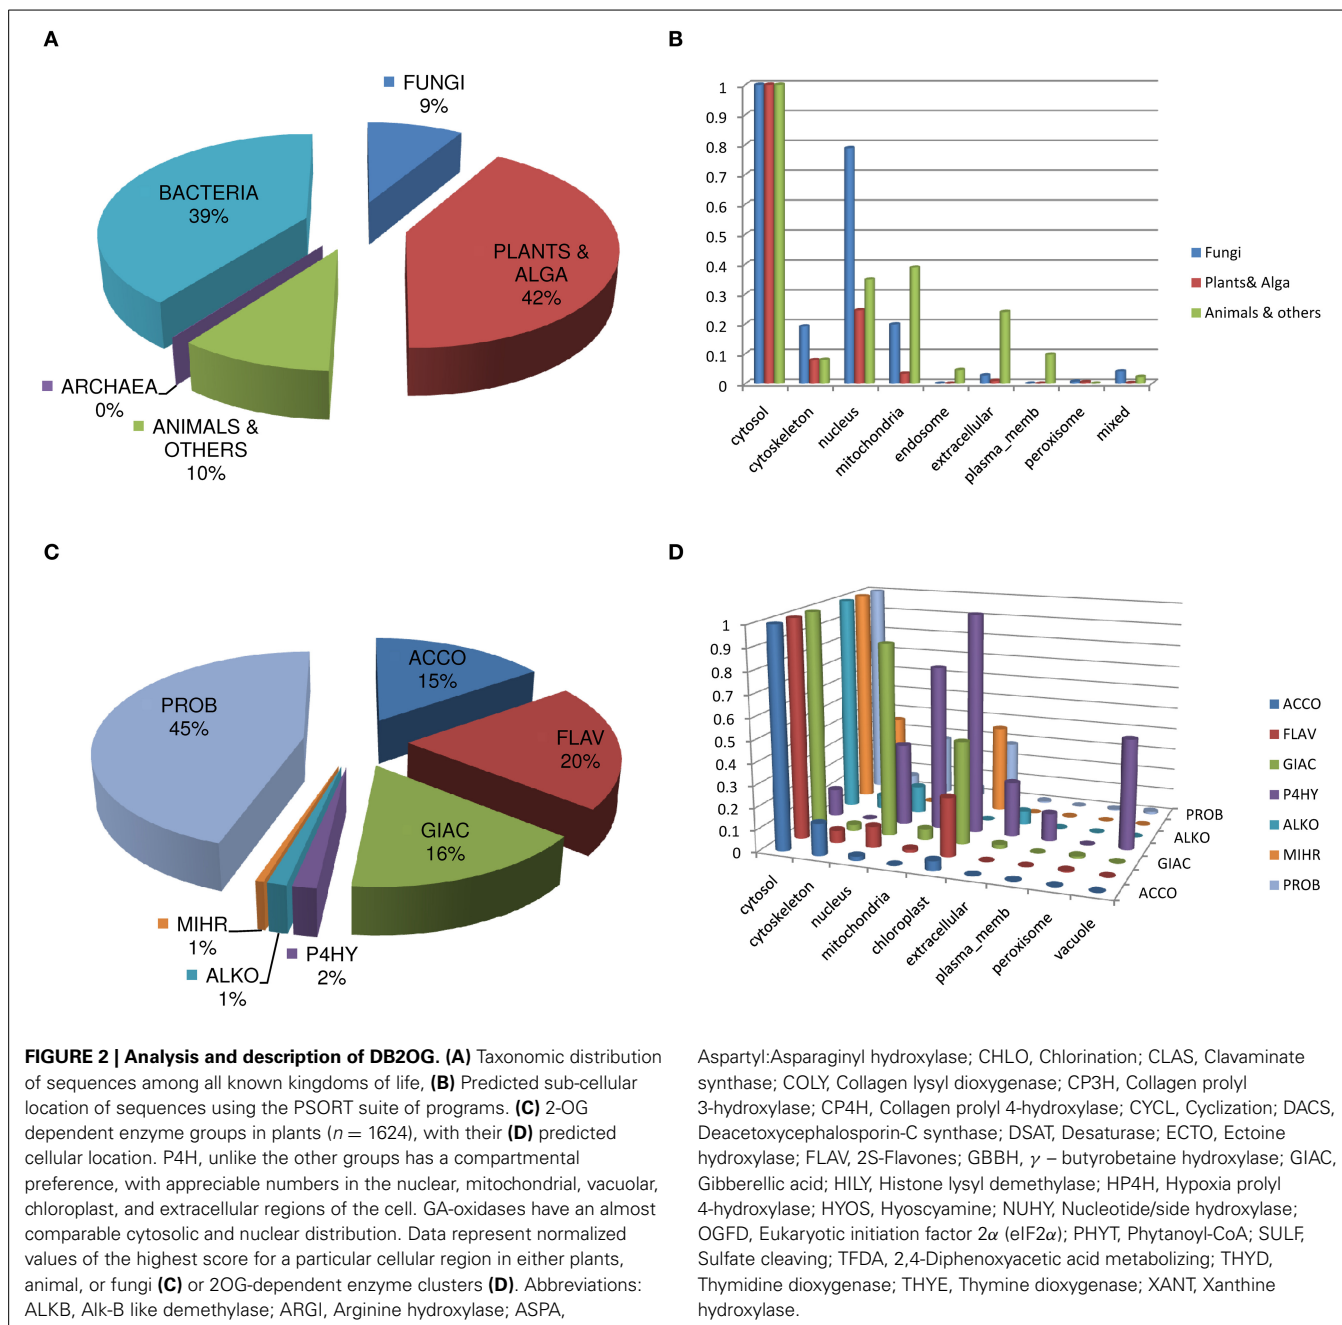 A
FUNGI
9%
BACTERIA
39%
PLANTS &
ALGA
42%
ARCHAEA
0%
ANIMALS &
OTHERS
10%
B
1
0.9
0.8
0.7
0.6
0.5
0.4
0.3
0.2
0.1
0
cytosol
cytoskeleton
nucleus
mitochondria
endosome
extracellular
plasma_memb
peroxisome
mixed
Fungi
Plants& Alga
Animals & others
C
ACCO
15%
PROB
45%
FLAV
20%
GIAC
16%
MIHR
1%
ALKO
1%
P4HY
2%
D
1
0.9
0.8
0.7
0.6
0.5
0.4
0.3
0.2
0.1
0
cytosol
cytoskeleton
nucleus
mitochondria
chloroplast
extracellular
plasma_memb
peroxisome
vacuole
PROB
ALKO
GIAC
ACCO
ACCO
FLAV
GIAC
P4HY
ALKO
MIHR
PROB
FIGURE 2 | Analysis and description of DB2OG. (A) Taxonomic distribution
of sequences among all known kingdoms of life, (B) Predicted sub-cellular
location of sequences using the PSORT suite of programs. (C) 2-OG
dependent enzyme groups in plants (n = 1624), with their (D) predicted
cellular location. P4H, unlike the other groups has a compartmental
preference, with appreciable numbers in the nuclear, mitochondrial, vacuolar,
chloroplast, and extracellular regions of the cell. GA-oxidases have an almost
comparable cytosolic and nuclear distribution. Data represent normalized
values of the highest score for a particular cellular region in either plants,
animal, or fungi (C) or 2OG-dependent enzyme clusters (D). Abbreviations:
ALKB, Alk-B like demethylase; ARGI, Arginine hydroxylase; ASPA,
Aspartyl:Asparaginyl hydroxylase; CHLO, Chlorination; CLAS, Clavaminate
synthase; COLY, Collagen lysyl dioxygenase; CP3H, Collagen prolyl
3-hydroxylase; CP4H, Collagen prolyl 4-hydroxylase; CYCL, Cyclization; DACS,
Deacetoxycephalosporin-C synthase; DSAT, Desaturase; ECTO, Ectoine
hydroxylase; FLAV, 2S-Flavones; GBBH, γ – butyrobetaine hydroxylase; GIAC,
Gibberellic acid; HILY, Histone lysyl demethylase; HP4H, Hypoxia prolyl
4-hydroxylase; HYOS, Hyoscyamine; NUHY, Nucleotide/side hydroxylase;
OGFD, Eukaryotic initiation factor 2α (eIF2α); PHYT, Phytanoyl-CoA; SULF,
Sulfate cleaving; TFDA, 2,4-Diphenoxyacetic acid metabolizing; THYD,
Thymidine dioxygenase; THYE, Thymine dioxygenase; XANT, Xanthine
hydroxylase.